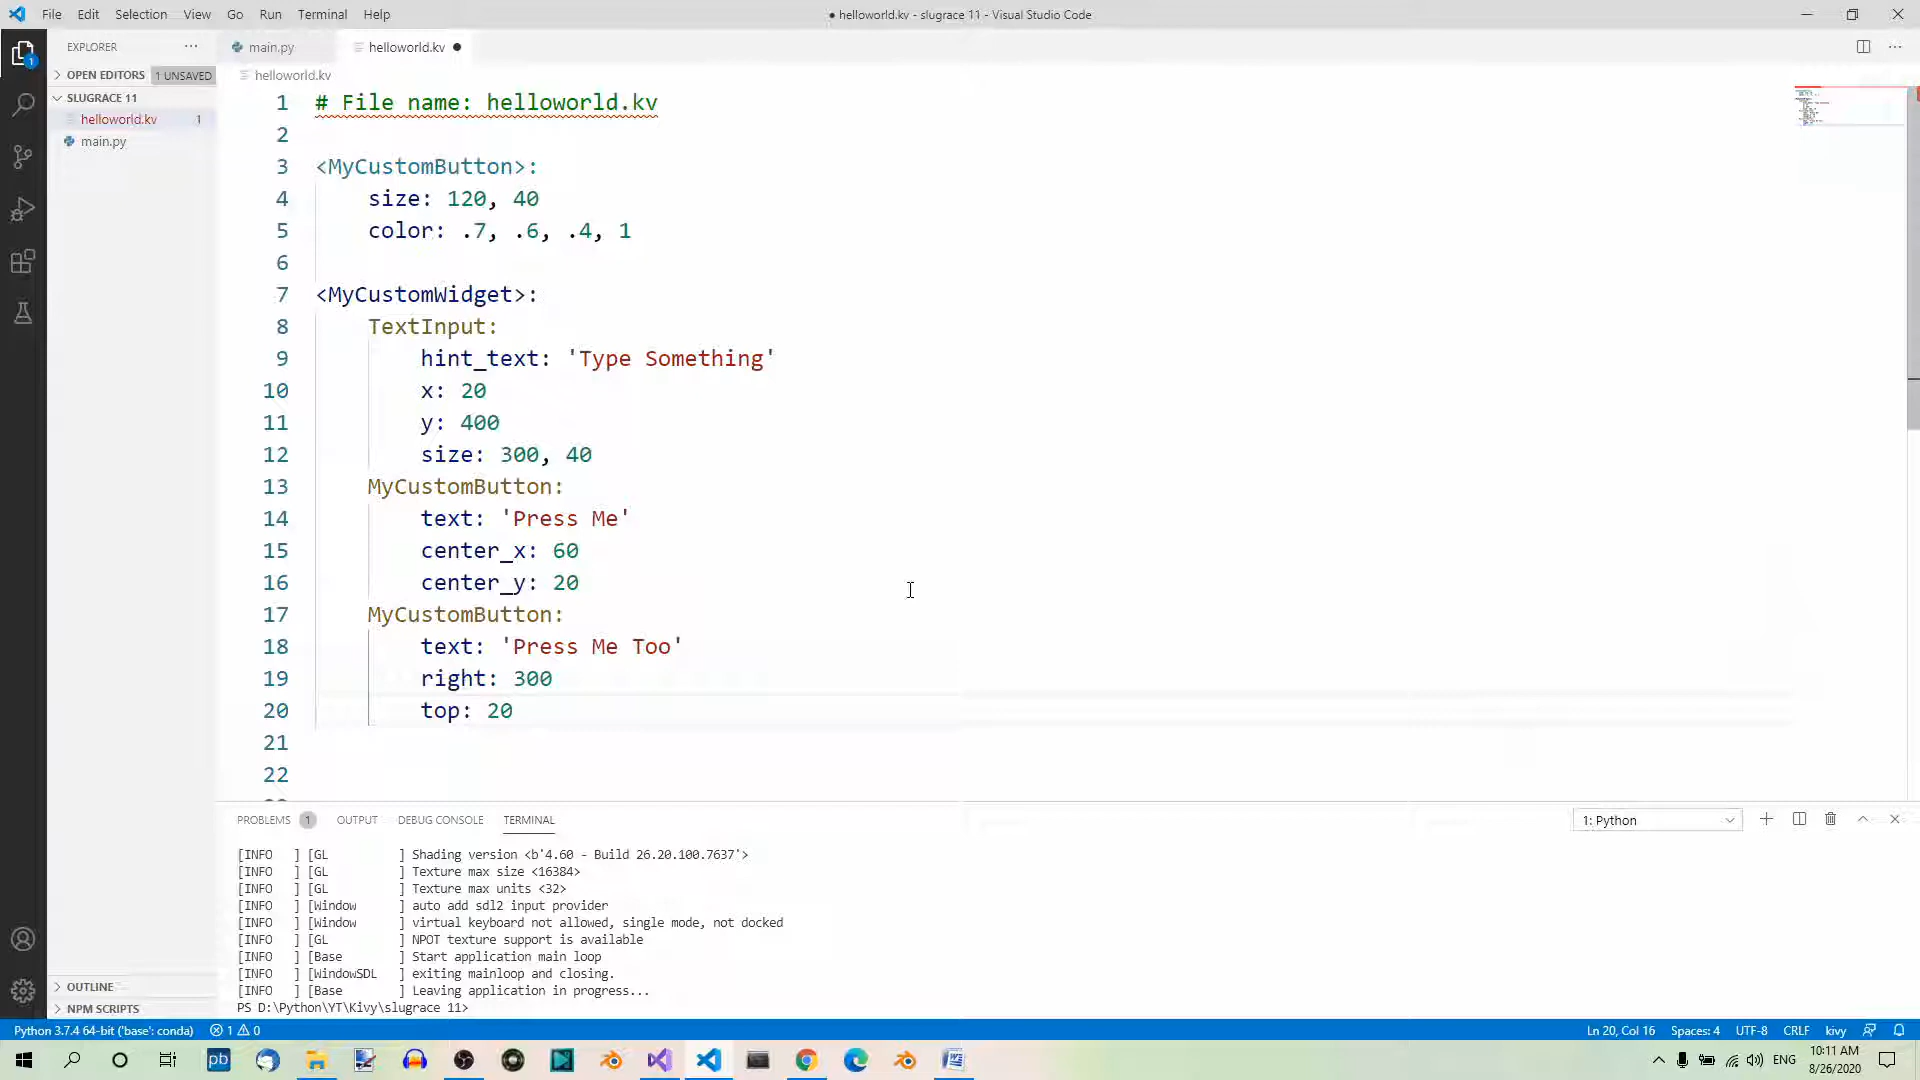 File Edit Selection View Go Run Terminal Help
● helloworld.kv - slugrace 11 - Visual Studio Code
EXPLORER ...
main.py
helloworld.kv ●
OPEN EDITORS 1 UNSAVED
helloworld.kv
SLUGRACE 11
helloworld.kv 1
main.py
1 # File name: helloworld.kv
2
3 <MyCustomButton>:
4 size: 120, 40
5 color: .7, .6, .4, 1
6
7 <MyCustomWidget>:
8 TextInput:
9 hint_text: 'Type Something'
10 x: 20
11 y: 400
12 size: 300, 40
13 MyCustomButton:
14 text: 'Press Me'
15 center_x: 60
16 center_y: 20
17 MyCustomButton:
18 text: 'Press Me Too'
19 right: 300
20 top: 20
21
22
PROBLEMS 1 OUTPUT DEBUG CONSOLE TERMINAL
1: Python
[INFO ] [GL ] Shading version <b'4.60 - Build 26.20.100.7637'>
[INFO ] [GL ] Texture max size <16384>
[INFO ] [GL ] Texture max units <32>
[INFO ] [Window ] auto add sdl2 input provider
[INFO ] [Window ] virtual keyboard not allowed, single mode, not docked
[INFO ] [GL ] NPOT texture support is available
[INFO ] [Base ] Start application main loop
[INFO ] [WindowSDL ] exiting mainloop and closing.
[INFO ] [Base ] Leaving application in progress...
PS D:\Python\YT\Kivy\slugrace 11>
OUTLINE
NPM SCRIPTS
1
Python 3.7.4 64-bit ('base': conda) 1 0
Ln 20, Col 16 Spaces: 4 UTF-8 CRLF kivy
pb
ENG
10:11 AM
8/26/2020